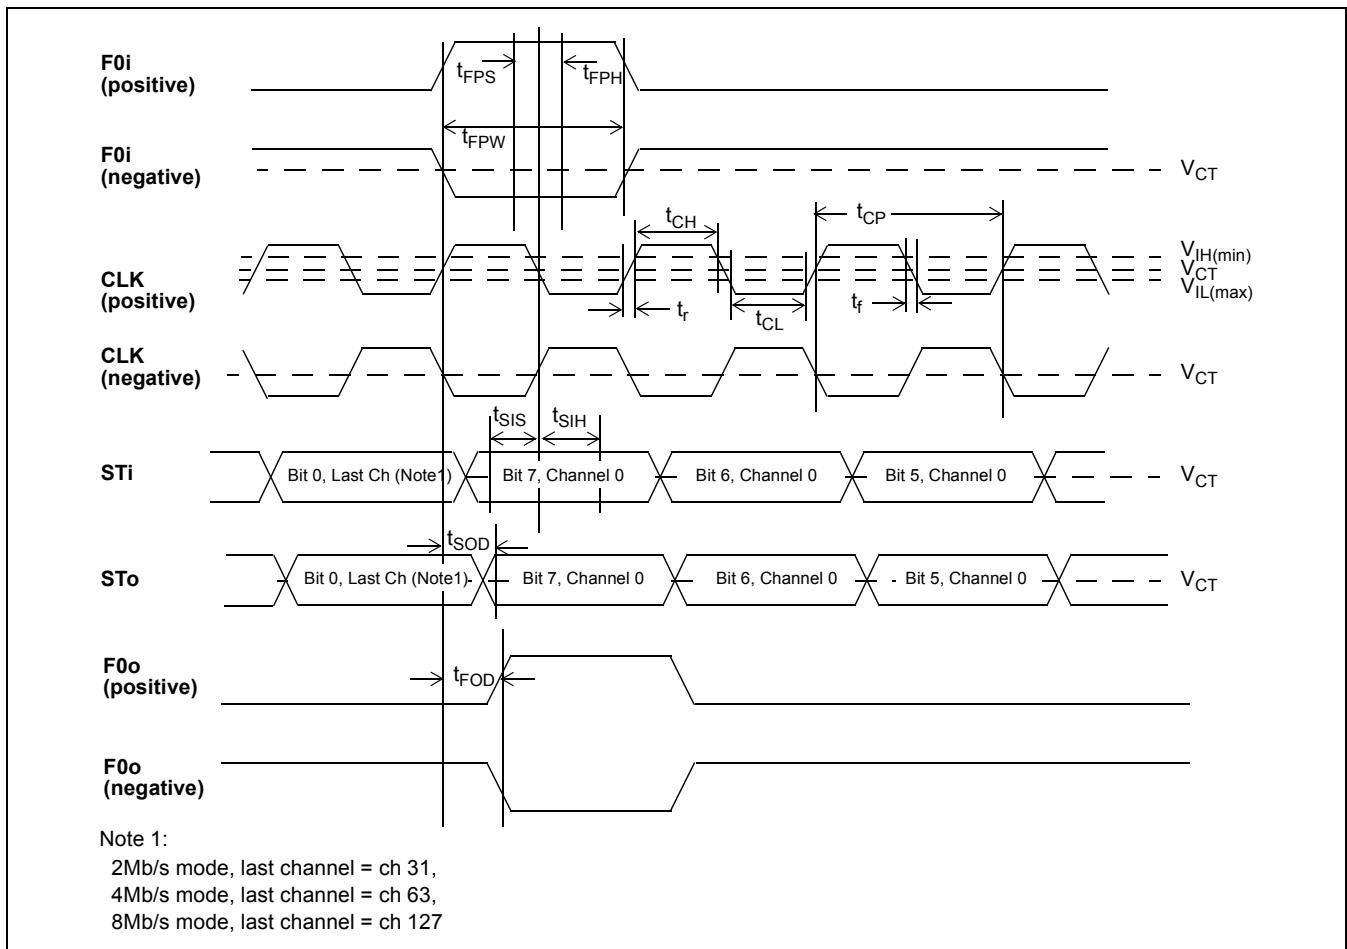 F0i
(positive)
tFPS
tFPH
tFPW
F0i
(negative)
VCT
tCH
tCP
CLK
(positive)
VIH(min)
VCT
VIL(max)
tr
tCL
tf
CLK
(negative)
VCT
tSIS
tSIH
STi
Bit 0, Last Ch (Note1)
Bit 7, Channel 0
Bit 6, Channel 0
Bit 5, Channel 0
VCT
tSOD
STo
Bit 0, Last Ch (Note1)
Bit 7, Channel 0
Bit 6, Channel 0
Bit 5, Channel 0
VCT
F0o
(positive)
tFOD
F0o
(negative)
Note 1:
2Mb/s mode, last channel = ch 31,
4Mb/s mode, last channel = ch 63,
8Mb/s mode, last channel = ch 127